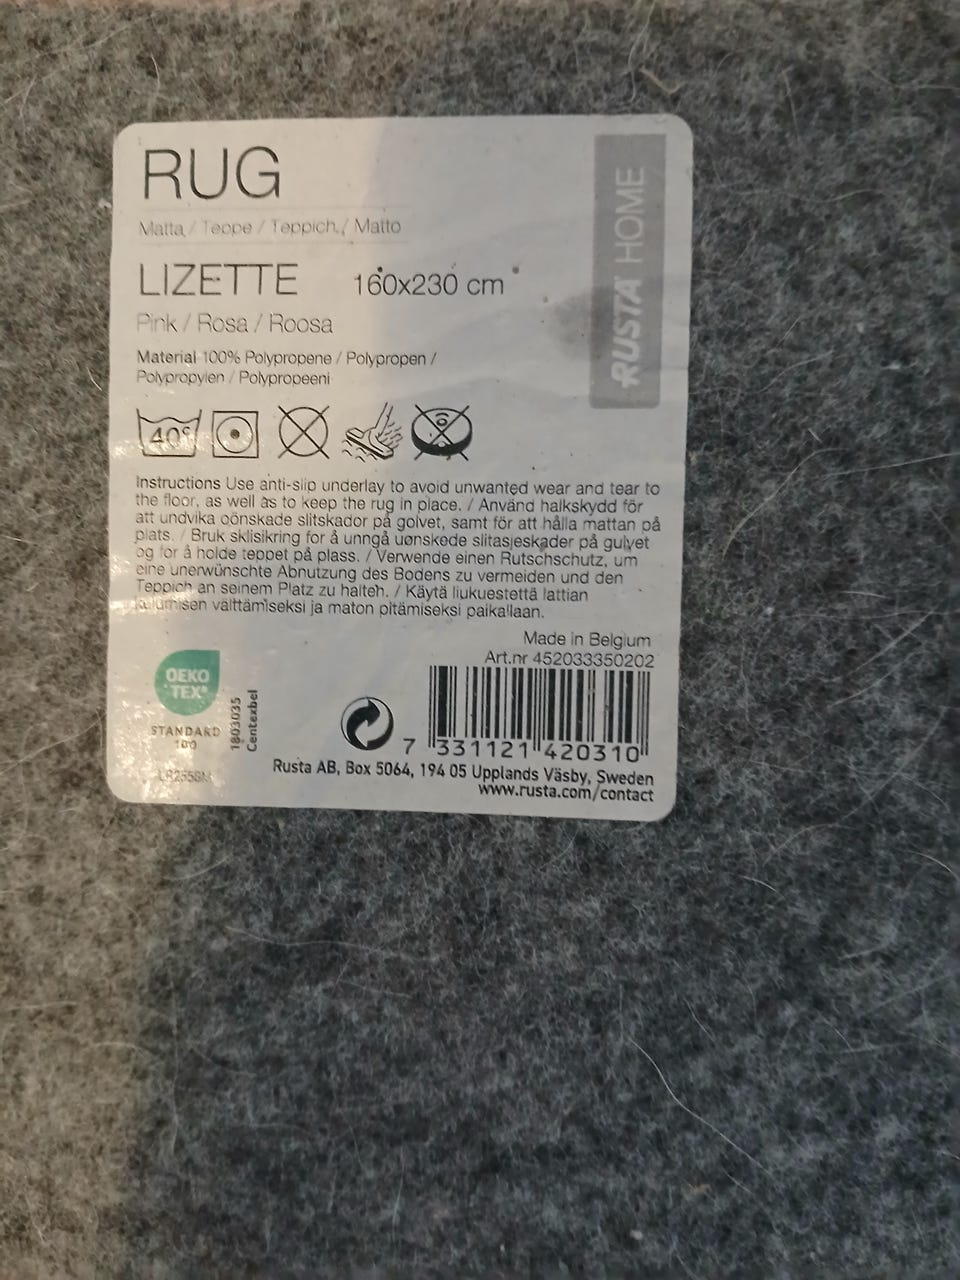 RUG
Matta / Teppe / Teppich / Matto
LIZETTE 160x230 cm
Pink / Rosa / Roosa
Material 100% Polypropene / Polypropen /
Polypropylen / Polypropeeni
40°
Instructions Use anti-slip underlay to avoid unwanted wear and tear to
the floor, as well as to keep the rug in place. / Använd halkskydd för
att undvika oönskade slitskador på golvet, samt för att hålla mattan på
plats. / Bruk sklisikring for å unngå uønskede slitasjeskader på gulvet
og for å holde teppet på plass. / Verwende einen Rutschschutz, um
eine unerwünschte Abnutzung des Bodens zu vermeiden und den
Teppich an seinem Platz zu halten. / Käytä liukuestettä lattian
kulumisen välttämiseksi ja maton pitämiseksi paikallaan.
Made in Belgium
Art.nr 452033350202
7 331121 420310
Rusta AB, Box 5064, 194 05 Upplands Väsby, Sweden
www.rusta.com/contact
OEKO
TEX®
STANDARD
100
1803035
Centexbel
RUSTA HOME